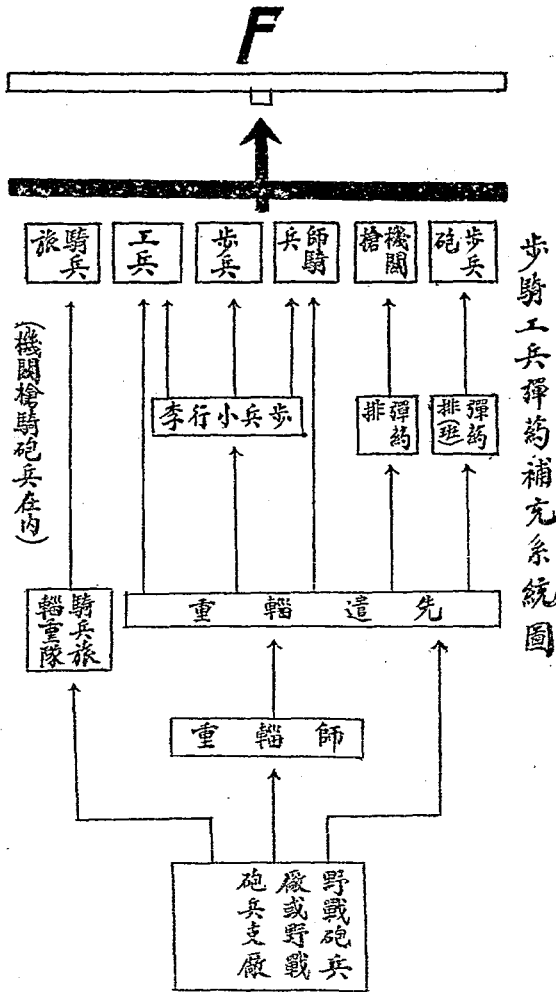 步騎工兵彈葯補充系統圖
F
步兵
砲
機關
槍
師騎
兵
步兵
工兵
騎兵
旅
(機關槍騎砲兵在內)
彈葯
排(班)
彈葯
排
步兵小行李
先遣輜重
騎兵旅
輜重隊
師輜重
野戰砲兵
廠或野戰
砲兵支廠